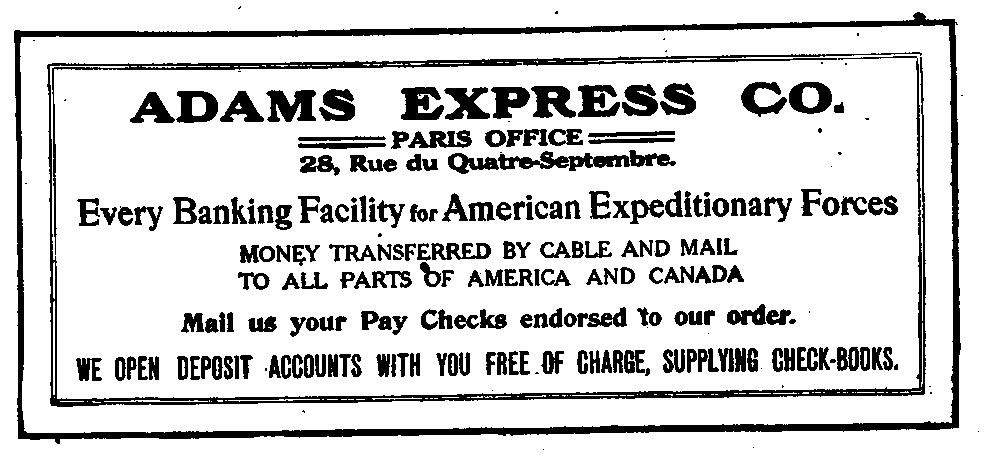 ADAMS EXPRESS CO.
PARIS OFFICE
28, Rue du Quatre-Septembre.
Every Banking Facility for American Expeditionary Forces
MONEY TRANSFERRED BY CABLE AND MAIL
TO ALL PARTS OF AMERICA AND CANADA
Mail us your Pay Checks endorsed to our order.
WE OPEN DEPOSIT ACCOUNTS WITH YOU FREE OF CHARGE, SUPPLYING CHECK-BOOKS.